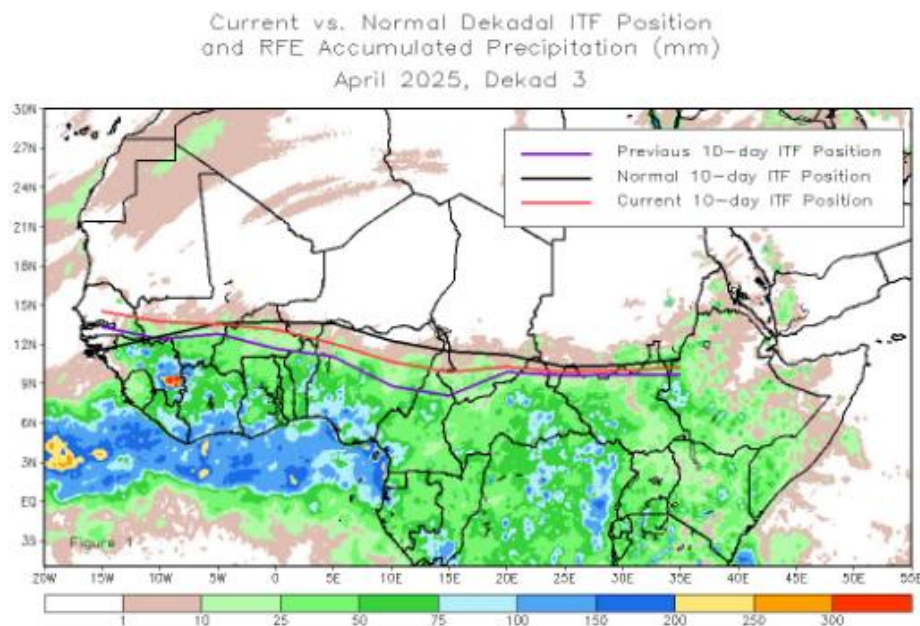 Current vs. Normal Dekadal ITF Position
and RFE Accumulated Precipitation (mm)
April 2025, Dekad 3
30N
27N
24N
21N
18N
15N
12N
9N
6N
3N
EQ
3S
Previous 10-day ITF Position
Normal 10-day ITF Position
Current 10-day ITF Position
Figure 1
20W 15W 10W 5W 0 5E 10E 15E 20E 25E 30E 35E 40E 45E 50E 55E
1 10 25 50 75 100 150 200 250 300